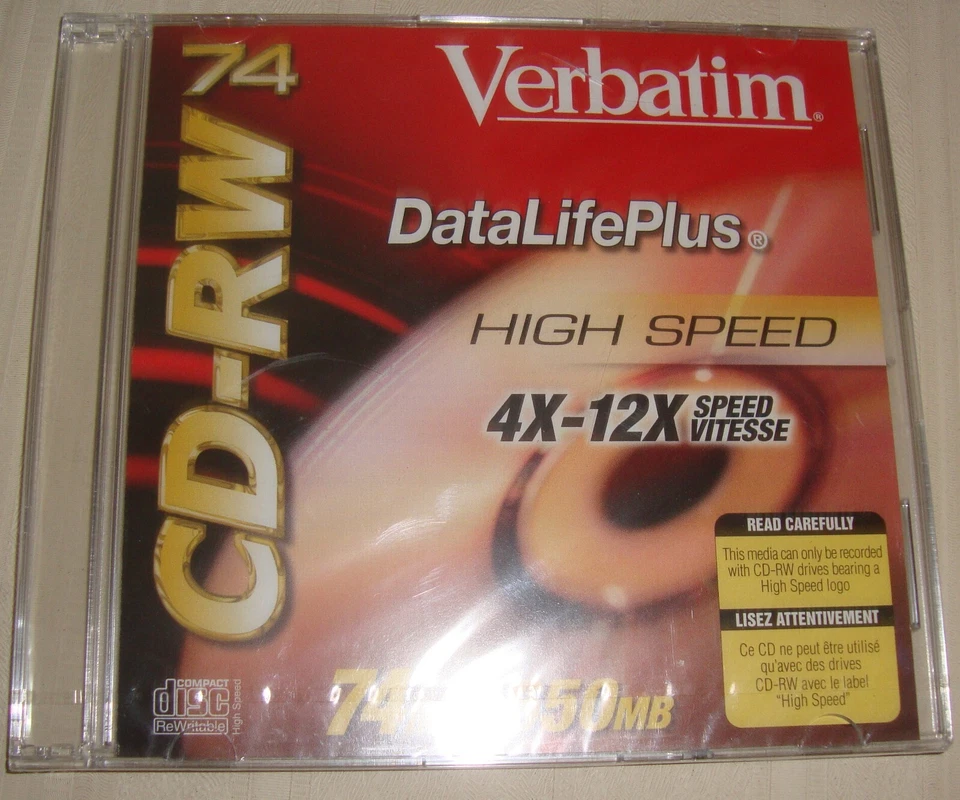 74
CD-RW
Verbatim®
DataLifePlus®
HIGH SPEED
4X-12X SPEED
VITESSE
READ CAREFULLY
This media can only be recorded
with CD-RW drives bearing a
High Speed logo
LISEZ ATTENTIVEMENT
Ce CD ne peut être utilisé
qu'avec des drives
CD-RW avec le label
"High Speed"
COMPACT
disc
ReWritable
High Speed
74
650MB